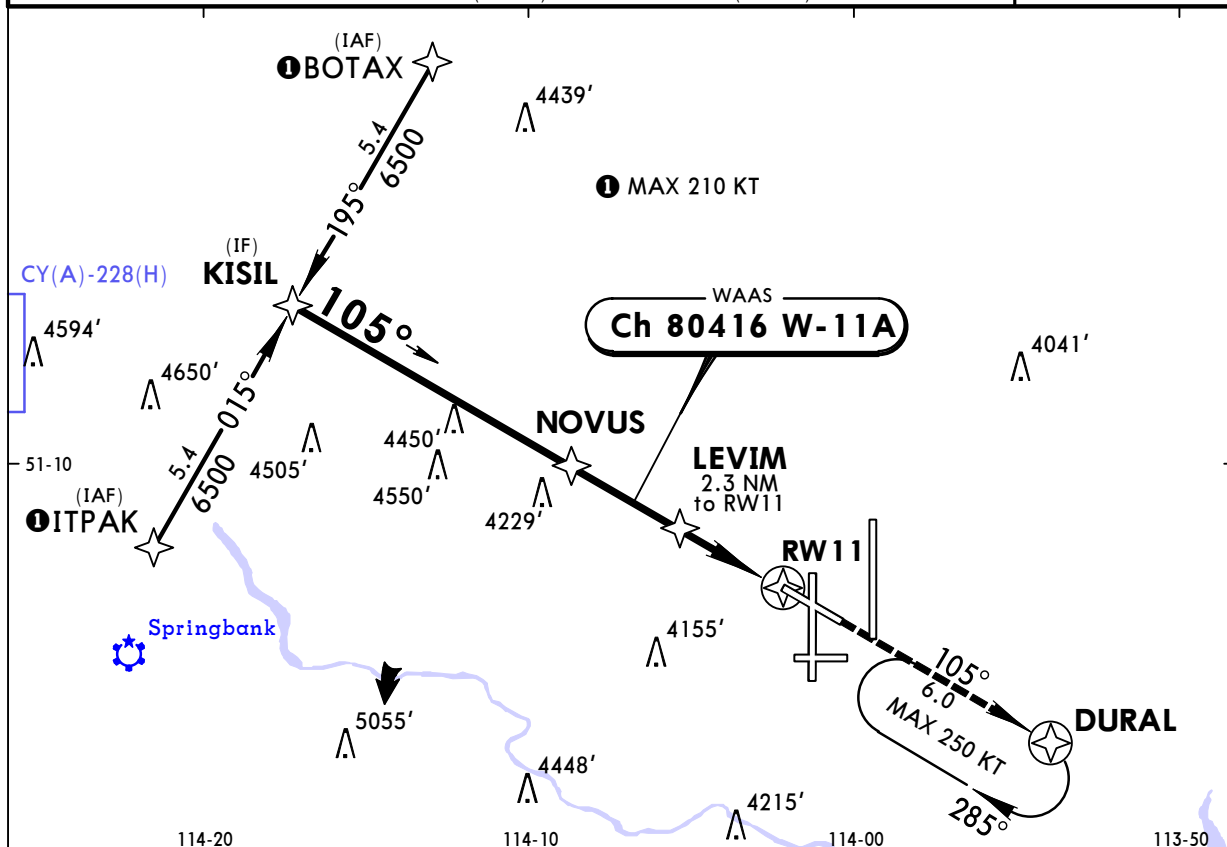 (IAF)
❶BOTAX
4439'
5.4
6500
❶ MAX 210 KT
195°
(IF)
KISIL
CY(A)-228(H)
105°
WAAS
Ch 80416 W-11A
4594'
4650'
4041'
015°
NOVUS
4450'
4505'
51-10
5.4
6500
4550'
LEVIM
2.3 NM
to RW11
(IAF)
❶ITPAK
4229'
RW11
Springbank
4155'
105°
6.0
MAX 250 KT
DURAL
5055'
4448'
4215'
285°
114-20
114-10
114-00
113-50